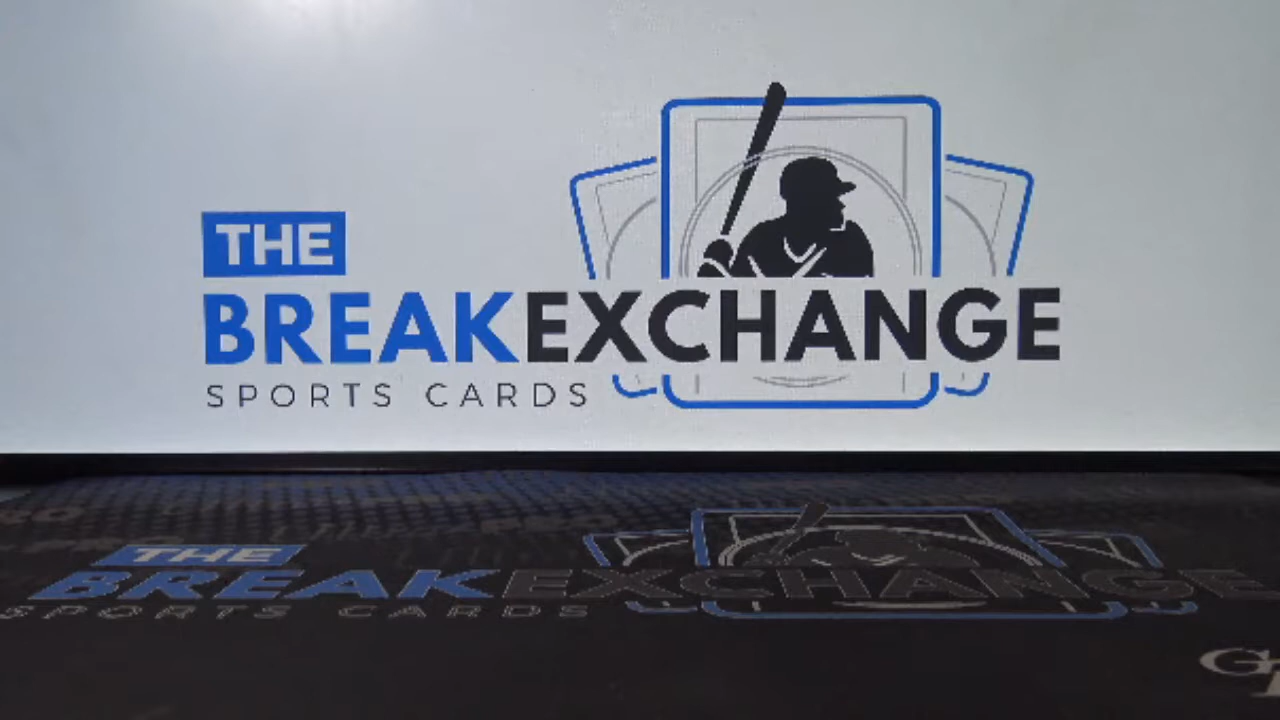 THE
BREAKEXCHANGE
SPORTS CARDS
THE
BREAKEXCHANGE
SPORTS CARDS